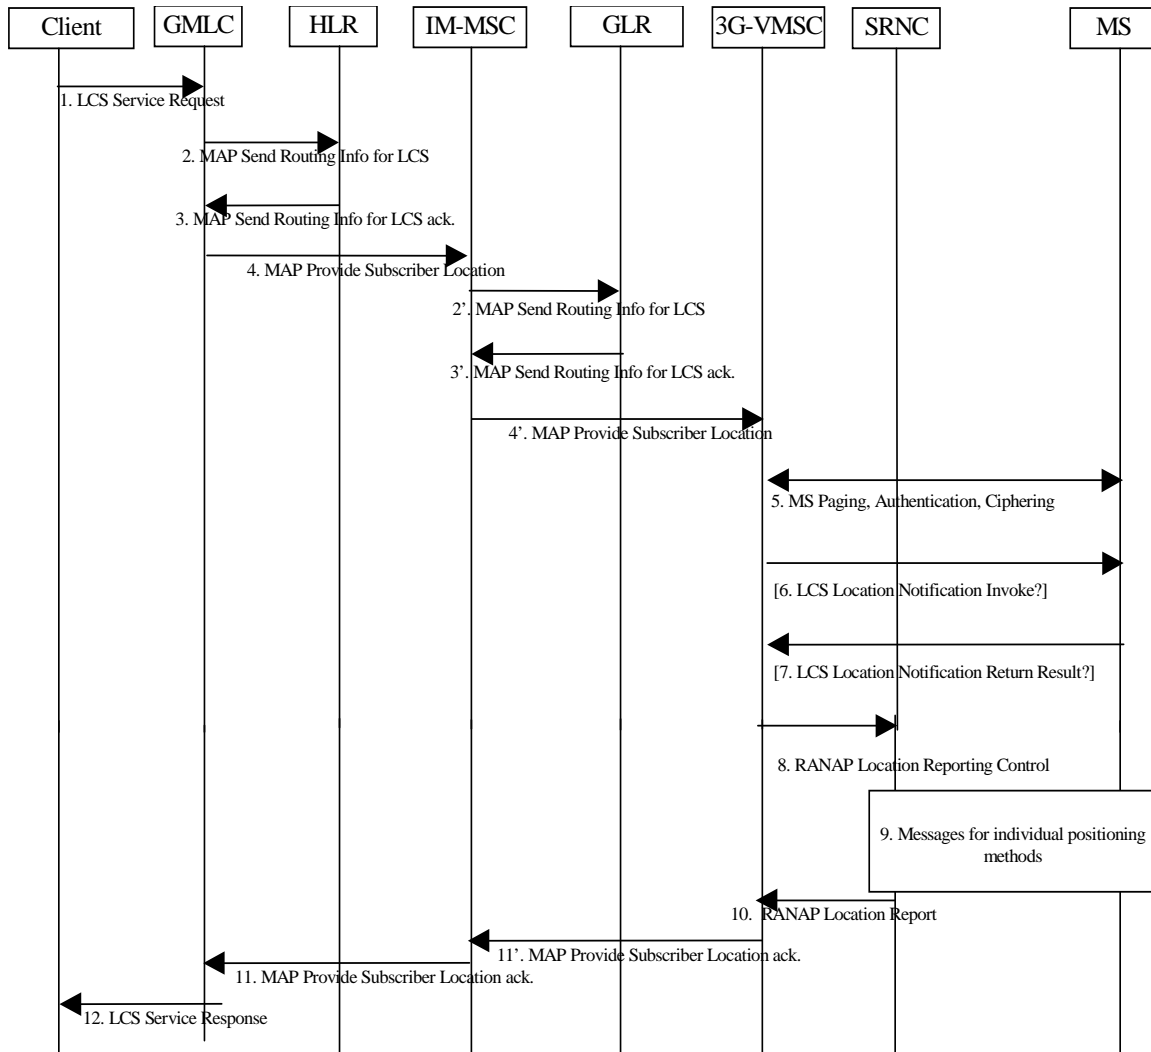 Client
GMLC
HLR
IM-MSC
GLR
3G-VMSC
SRNC
MS
1. LCS Service Request
2. MAP Send Routing Info for LCS
3. MAP Send Routing Info for LCS ack.
4. MAP Provide Subscriber Location
2’. MAP Send Routing Info for LCS
3’. MAP Send Routing Info for LCS ack.
4’. MAP Provide Subscriber Location
5. MS Paging, Authentication, Ciphering
[6. LCS Location Notification Invoke?]
[7. LCS Location Notification Return Result?]
8. RANAP Location Reporting Control
9. Messages for individual positioning
methods
10. RANAP Location Report
11’. MAP Provide Subscriber Location ack.
11. MAP Provide Subscriber Location ack.
12. LCS Service Response